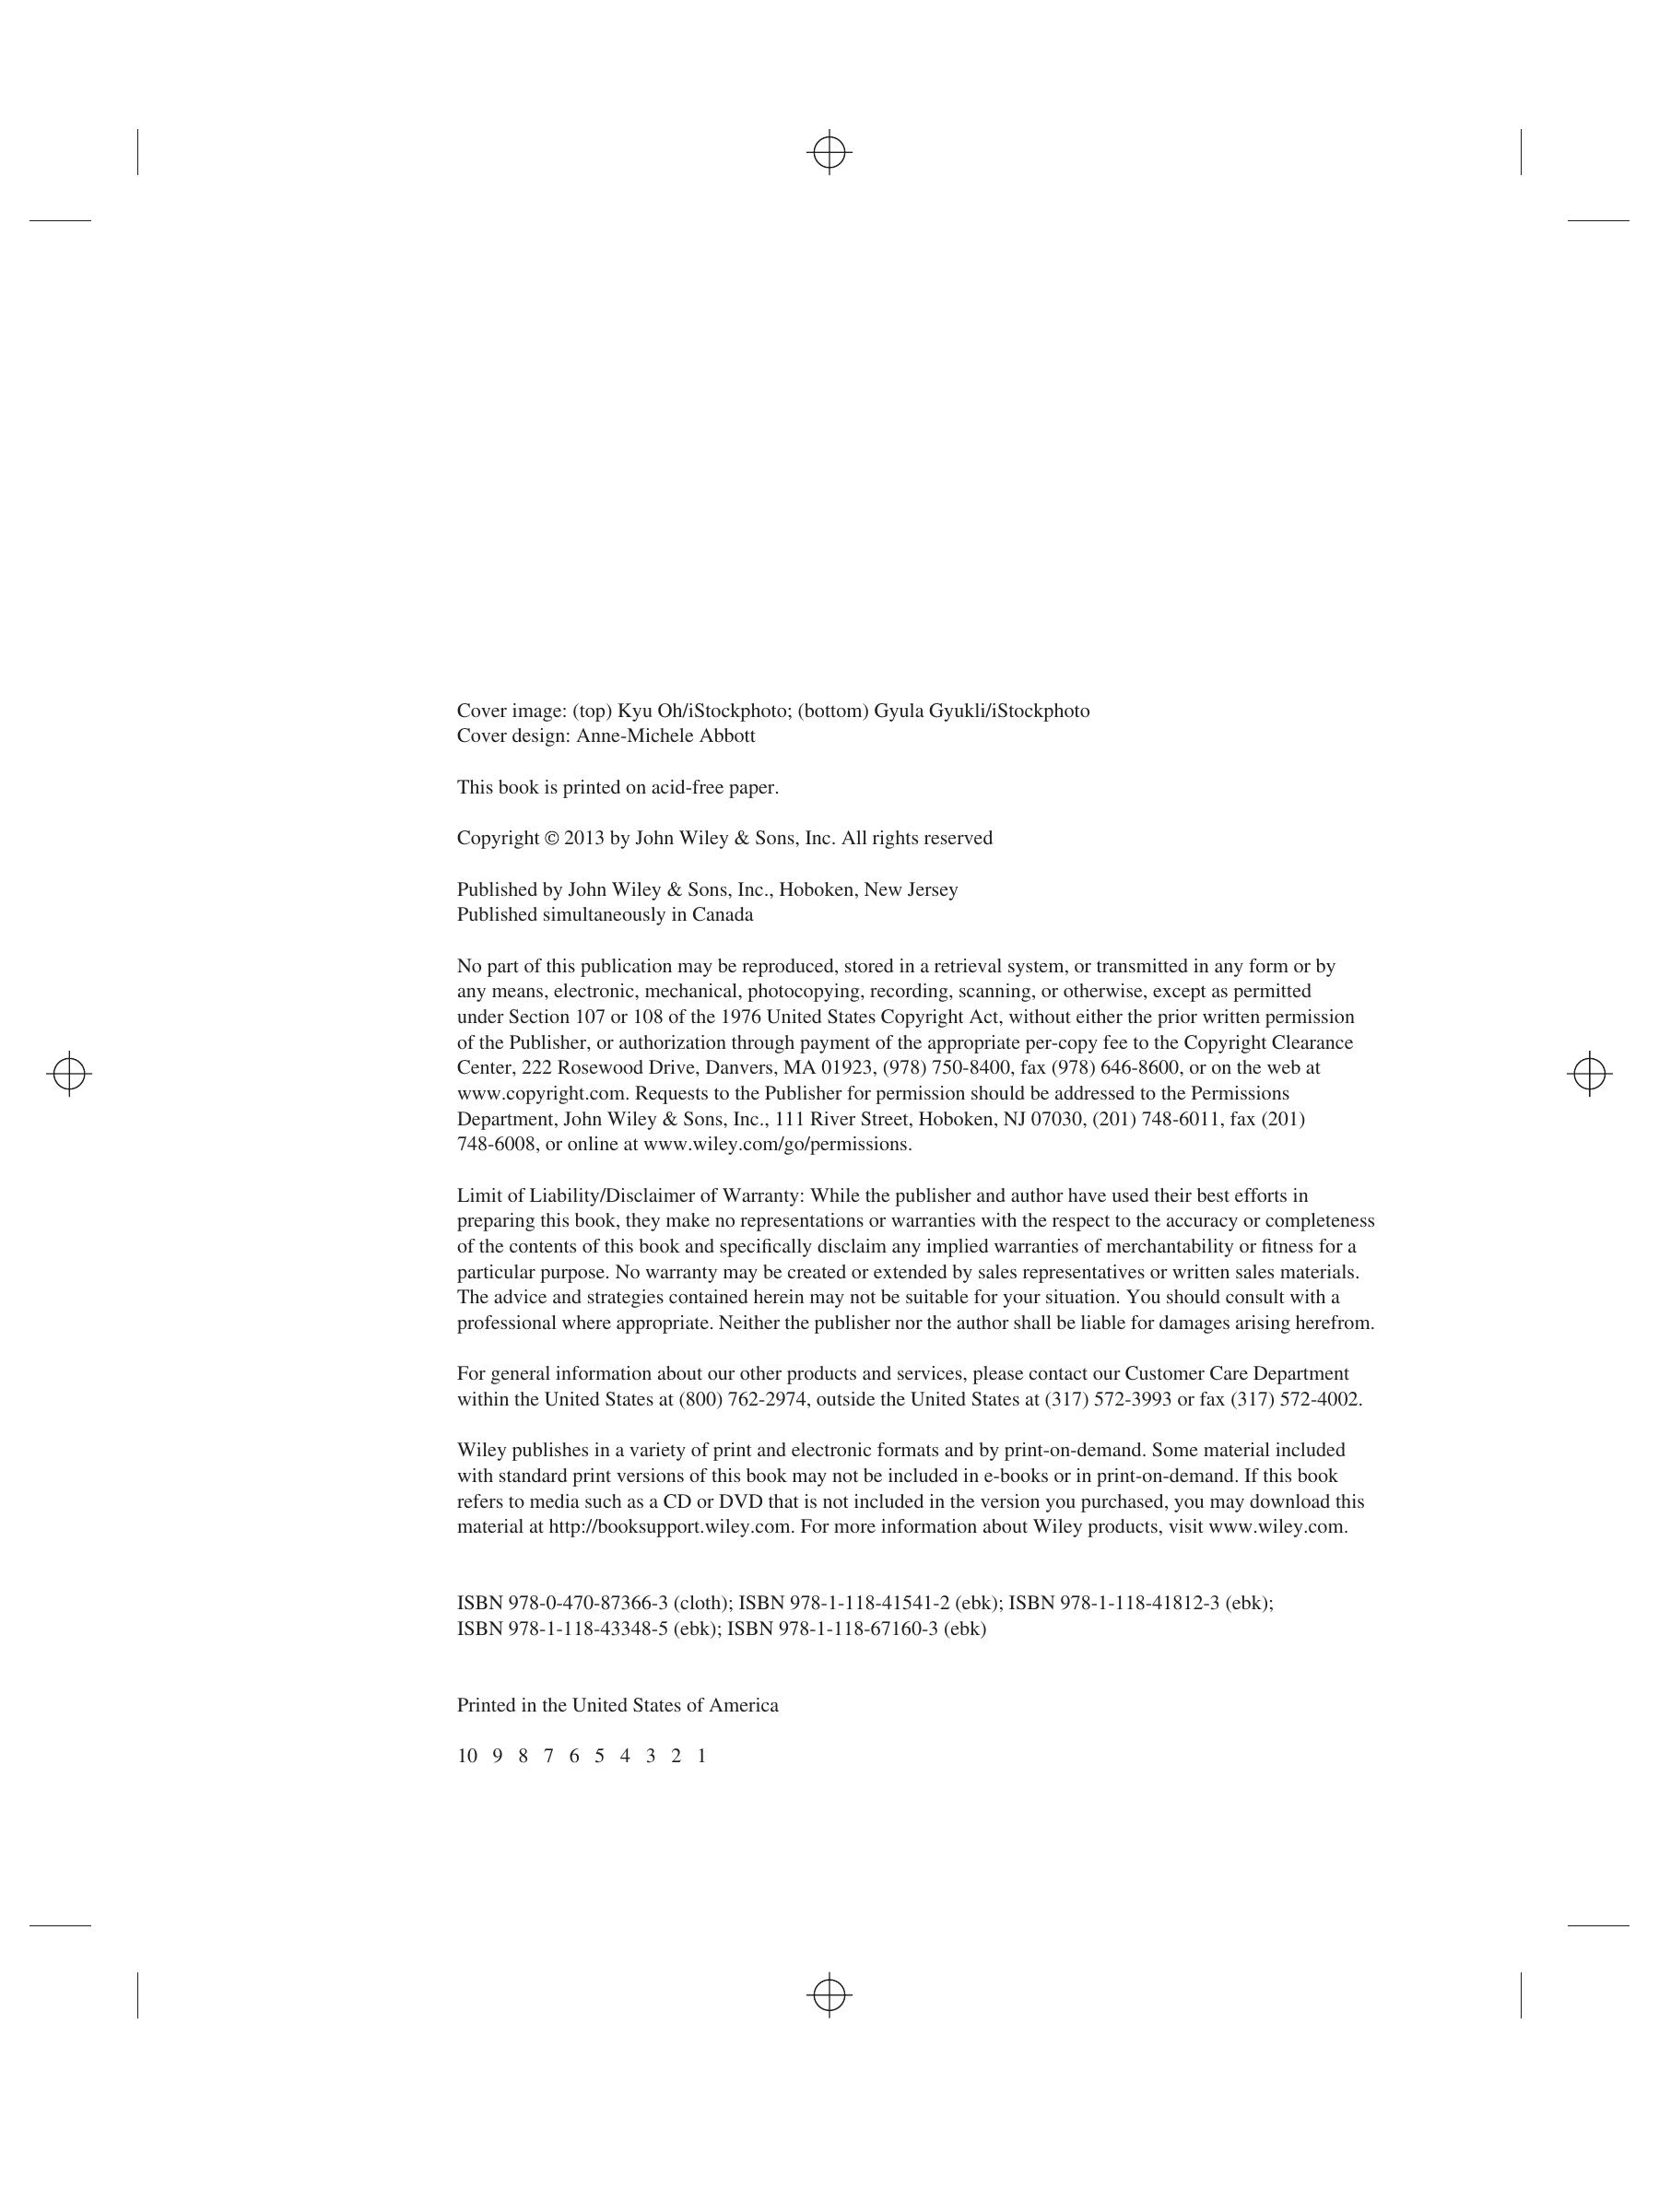 Cover image: (top) Kyu Oh/iStockphoto; (bottom) Gyula Gyukli/iStockphoto
Cover design: Anne-Michele Abbott
This book is printed on acid-free paper.
Copyright © 2013 by John Wiley & Sons, Inc. All rights reserved
Published by John Wiley & Sons, Inc., Hoboken, New Jersey
Published simultaneously in Canada
No part of this publication may be reproduced, stored in a retrieval system, or transmitted in any form or by
any means, electronic, mechanical, photocopying, recording, scanning, or otherwise, except as permitted
under Section 107 or 108 of the 1976 United States Copyright Act, without either the prior written permission
of the Publisher, or authorization through payment of the appropriate per-copy fee to the Copyright Clearance
Center, 222 Rosewood Drive, Danvers, MA 01923, (978) 750-8400, fax (978) 646-8600, or on the web at
www.copyright.com. Requests to the Publisher for permission should be addressed to the Permissions
Department, John Wiley & Sons, Inc., 111 River Street, Hoboken, NJ 07030, (201) 748-6011, fax (201)
748-6008, or online at www.wiley.com/go/permissions.
Limit of Liability/Disclaimer of Warranty: While the publisher and author have used their best efforts in
preparing this book, they make no representations or warranties with the respect to the accuracy or completeness
of the contents of this book and specifically disclaim any implied warranties of merchantability or fitness for a
particular purpose. No warranty may be created or extended by sales representatives or written sales materials.
The advice and strategies contained herein may not be suitable for your situation. You should consult with a
professional where appropriate. Neither the publisher nor the author shall be liable for damages arising herefrom.
For general information about our other products and services, please contact our Customer Care Department
within the United States at (800) 762-2974, outside the United States at (317) 572-3993 or fax (317) 572-4002.
Wiley publishes in a variety of print and electronic formats and by print-on-demand. Some material included
with standard print versions of this book may not be included in e-books or in print-on-demand. If this book
refers to media such as a CD or DVD that is not included in the version you purchased, you may download this
material at http://booksupport.wiley.com. For more information about Wiley products, visit www.wiley.com.
ISBN 978-0-470-87366-3 (cloth); ISBN 978-1-118-41541-2 (ebk); ISBN 978-1-118-41812-3 (ebk);
ISBN 978-1-118-43348-5 (ebk); ISBN 978-1-118-67160-3 (ebk)
Printed in the United States of America
10 9 8 7 6 5 4 3 2 1